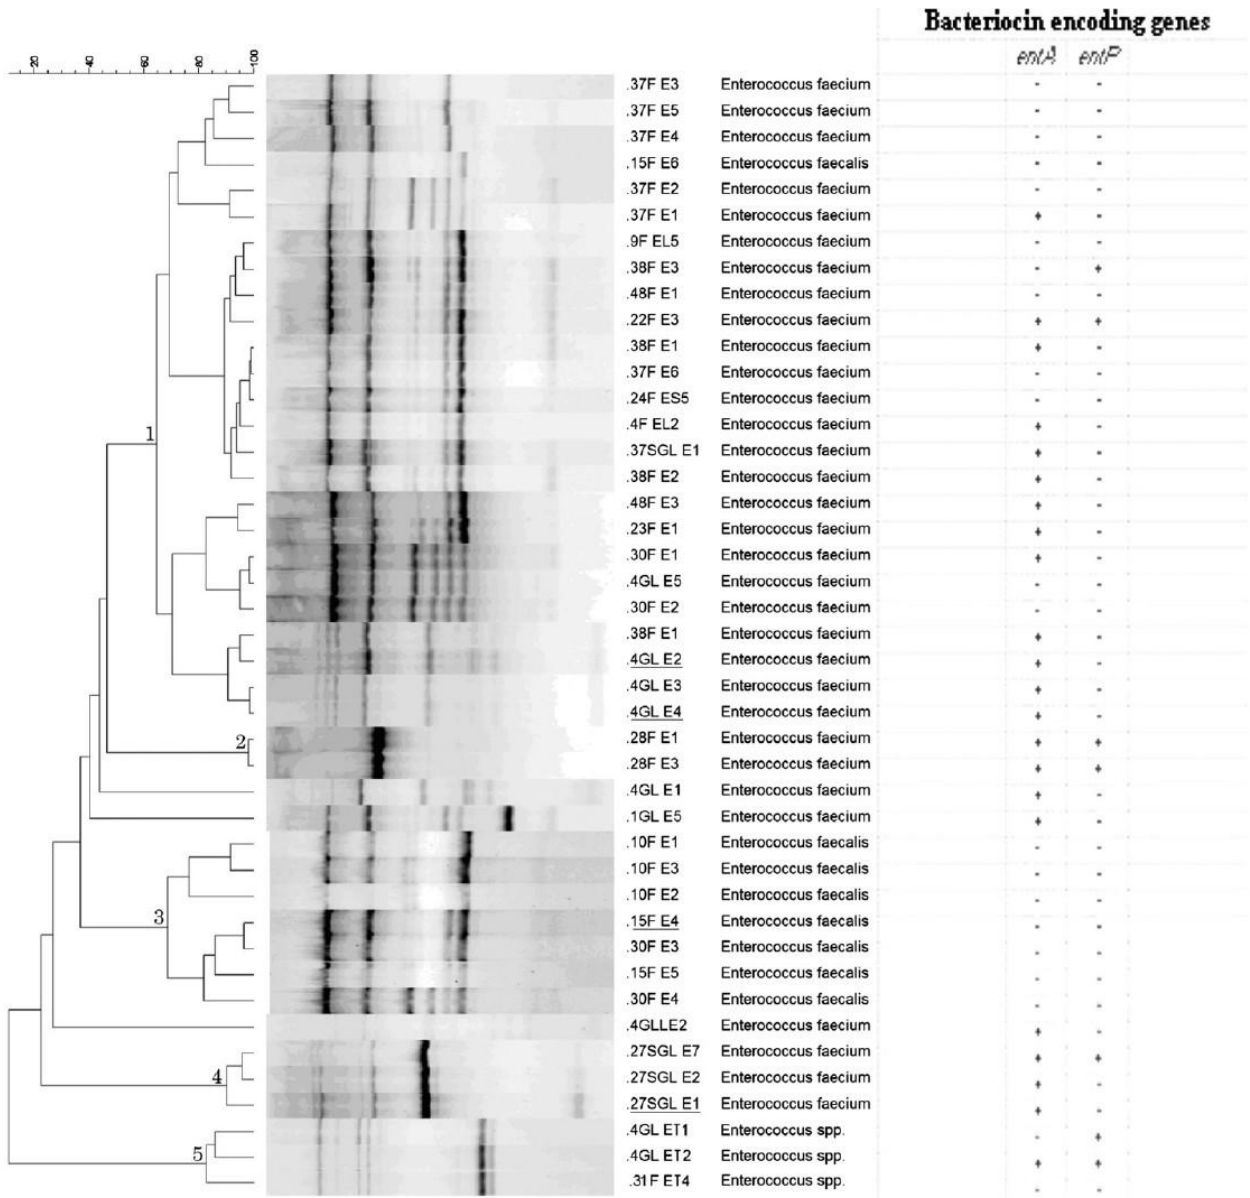 Bacteriocin encoding genes
20 40 60 80 100 entA entP
.37F E3 Enterococcus faecium - -
.37F E5 Enterococcus faecium - -
.37F E4 Enterococcus faecium - -
.15F E6 Enterococcus faecalis - -
.37F E2 Enterococcus faecium - -
.37F E1 Enterococcus faecium + -
.9F EL5 Enterococcus faecium - -
.38F E3 Enterococcus faecium - +
.48F E1 Enterococcus faecium - -
.22F E3 Enterococcus faecium + +
.38F E1 Enterococcus faecium + -
.37F E6 Enterococcus faecium - -
.24F ES5 Enterococcus faecium - -
.4F EL2 Enterococcus faecium + -
1 .37SGL E1 Enterococcus faecium + -
.38F E2 Enterococcus faecium + -
.48F E3 Enterococcus faecium + -
.23F E1 Enterococcus faecium + -
.30F E1 Enterococcus faecium + -
.4GL E5 Enterococcus faecium - -
.30F E2 Enterococcus faecium - -
.38F E1 Enterococcus faecium + -
.4GL E2 Enterococcus faecium + -
.4GL E3 Enterococcus faecium + -
.4GL E4 Enterococcus faecium + -
2 .28F E1 Enterococcus faecium + +
.28F E3 Enterococcus faecium + +
.4GL E1 Enterococcus faecium + -
.1GL E5 Enterococcus faecium + -
.10F E1 Enterococcus faecalis - -
.10F E3 Enterococcus faecalis - -
.10F E2 Enterococcus faecalis - -
3 .15F E4 Enterococcus faecalis - -
.30F E3 Enterococcus faecalis - -
.15F E5 Enterococcus faecalis - -
.30F E4 Enterococcus faecalis - -
.4GLLE2 Enterococcus faecium + -
.27SGL E7 Enterococcus faecium + +
4 .27SGL E2 Enterococcus faecium + -
.27SGL E1 Enterococcus faecium + -
.4GL ET1 Enterococcus spp. - +
5 .4GL ET2 Enterococcus spp. + +
.31F ET4 Enterococcus spp. - -